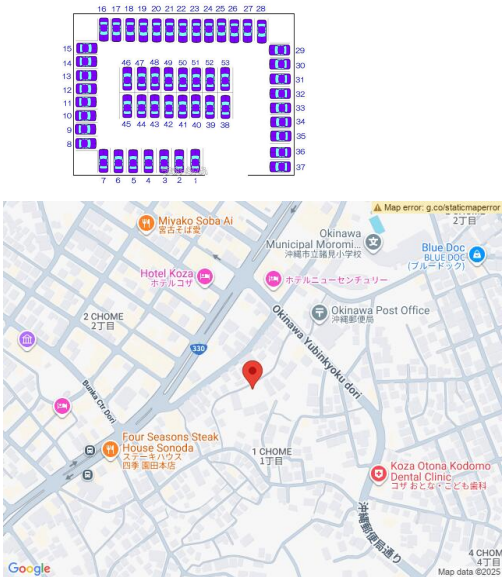 16 17 18 19 20 21 22 23 24 25 26 27 28
15
14
13
12
11
10
9
8
29
30
31
32
33
34
35
36
37
46 47 48 49 50 51 52 53
45 44 43 42 41 40 39 38
7 6 5 4 3 2 1
Map error: g.co/staticmaperror
2丁目
Miyako Soba Ai
宮古そば愛
Okinawa
Municipal Moromi...
沖縄市立諸見小学校
Blue Doc
BLUE DOC
(ブルードック)
Hotel Koza
ホテルコザ
ホテルニューセンチュリー
2 CHOME
2丁目
Okinawa Post Office
沖縄郵便局
Okinawa Yubinkyoku dori
330
Bunka Ctr Dori
Four Seasons Steak
House Sonoda
ステーキハウス
四季 園田本店
1 CHOME
1丁目
Koza Otona Kodomo
Dental Clinic
コザ おとな・こども歯科
沖縄郵便局通り
4 CHOM
4丁目
Google
Map data ©2025